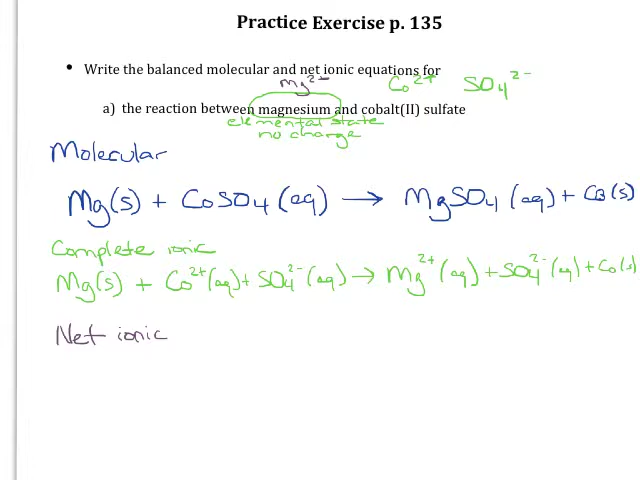 Practice Exercise p. 135
• Write the balanced molecular and net ionic equations for
Mg²⁻ Co²⁺ SO₄²⁻
a) the reaction between magnesium and cobalt(II) sulfate
elemental state
no charge
Molecular
Mg(s) + CoSO₄(aq) → MgSO₄(aq) + Co(s)
Complete ionic
Mg(s) + Co²⁺(aq) + SO₄²⁻(aq) → Mg²⁺(aq) + SO₄²⁻(aq) + Co(s)
Net ionic